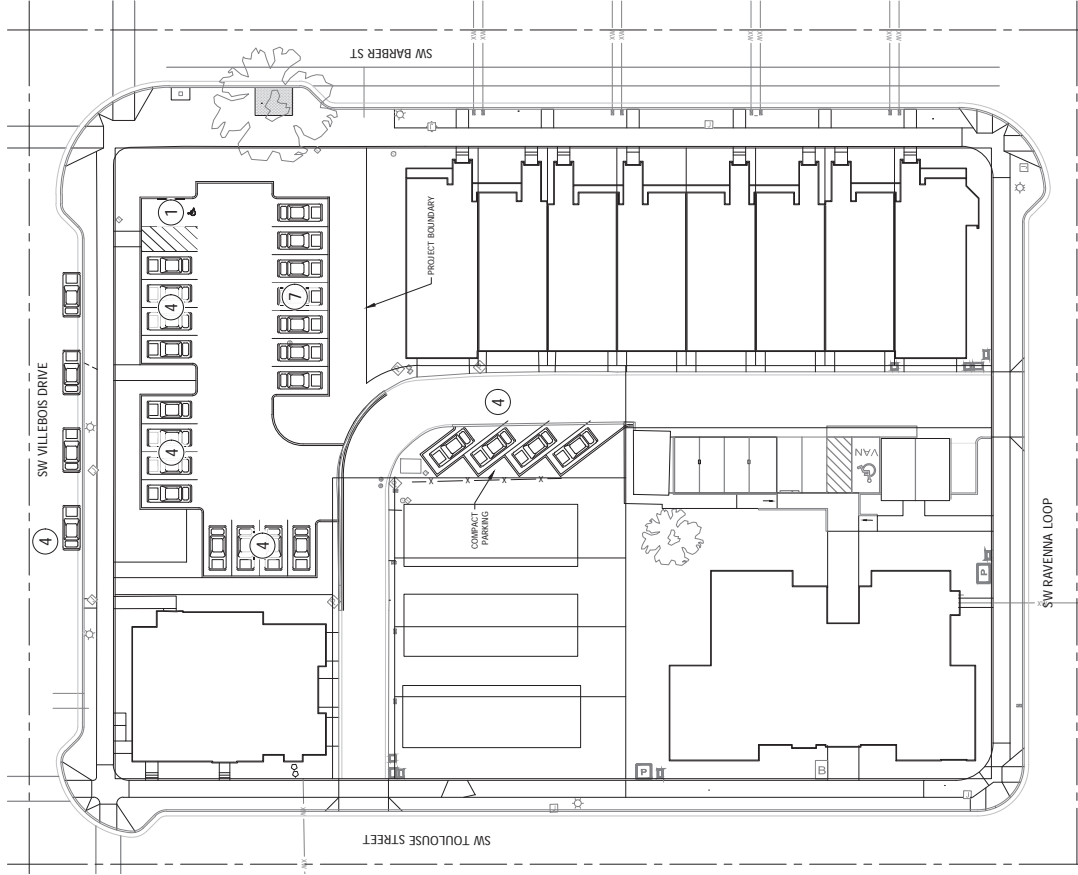 SW BARBER ST
1
PROJECT BOUNDARY
7
4
SW VILLEBOIS DRIVE
4
4
4
4
COMPACT
PARKING
VAN
SW RAVENNA LOOP
P
P
B
SW TOULOUSE STREET